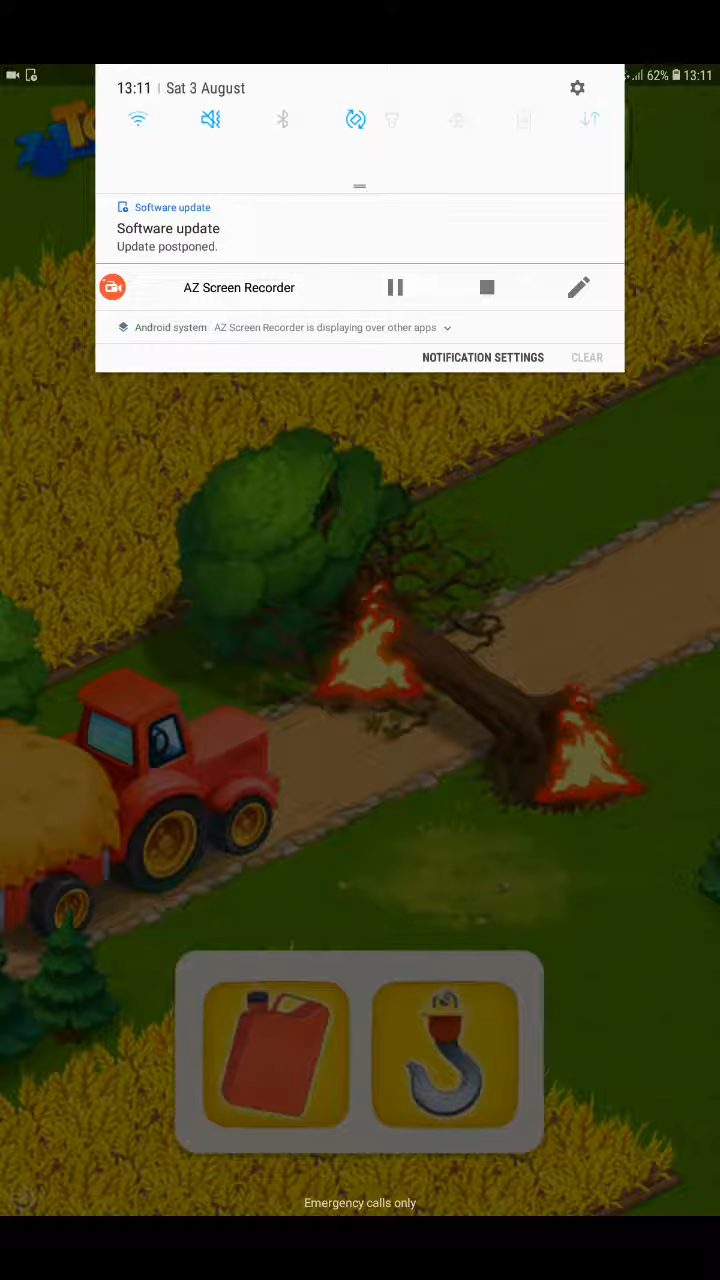 13:11 | Sat 3 August
62% 13:11
Software update
Software update
Update postponed.
AZ Screen Recorder
Android system AZ Screen Recorder is displaying over other apps
NOTIFICATION SETTINGS CLEAR
Emergency calls only